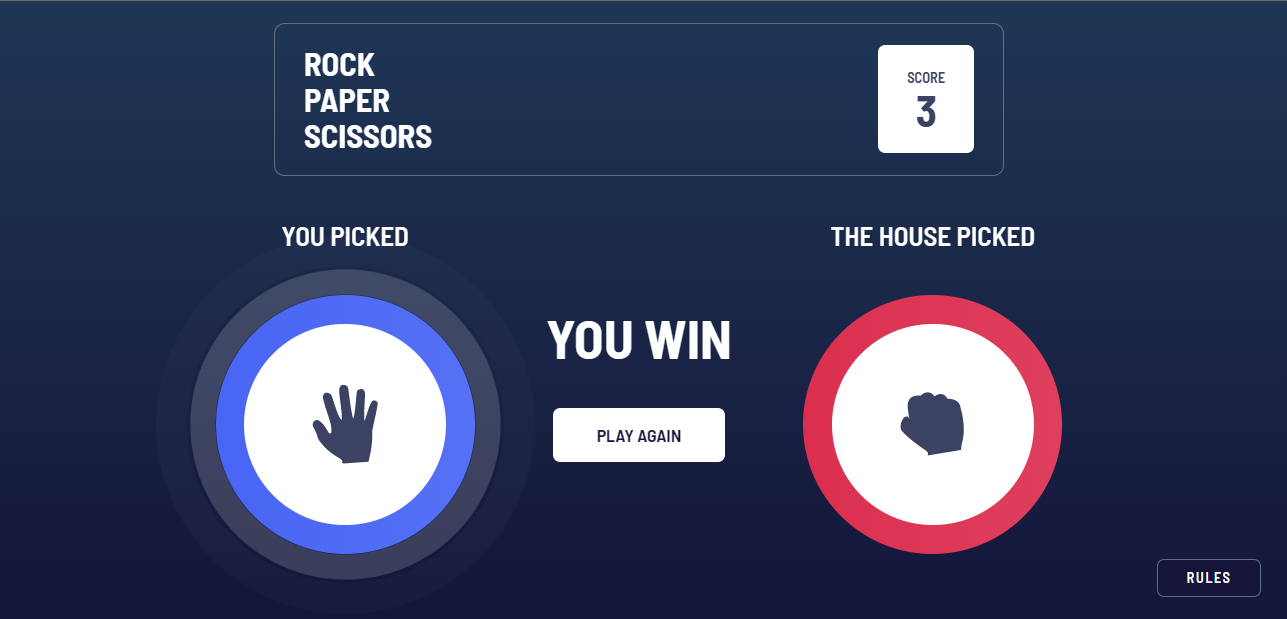 ROCK
PAPER
SCISSORS
SCORE
3
YOU PICKED
THE HOUSE PICKED
YOU WIN
PLAY AGAIN
RULES